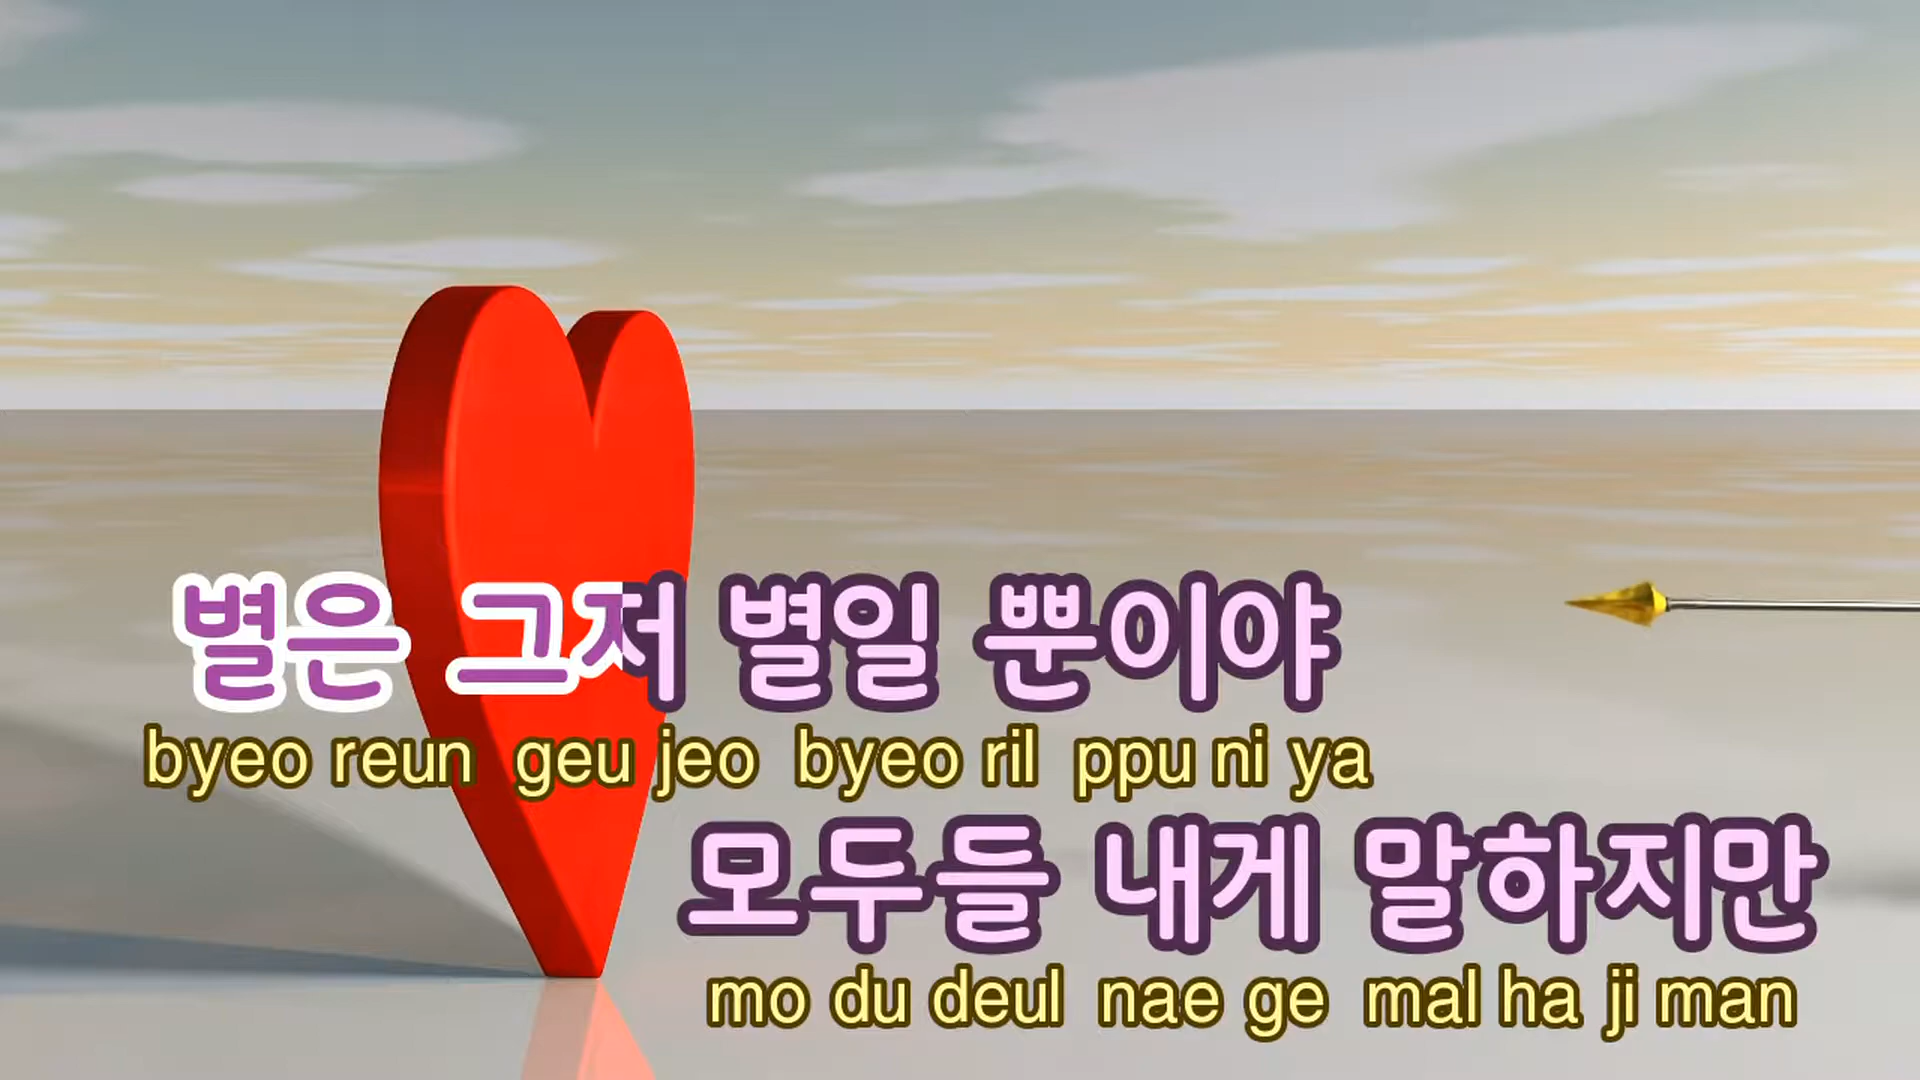 별은 그저 별일 뿐이야
byeo reun geu jeo byeo ril ppu ni ya
모두들 내게 말하지만
mo du deul nae ge mal ha ji man